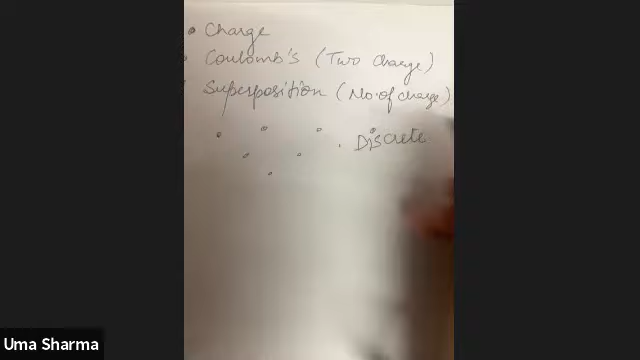 Charge
Coulomb's (Two Charge)
Superposition (No. of charge)
Discrete
Uma Sharma